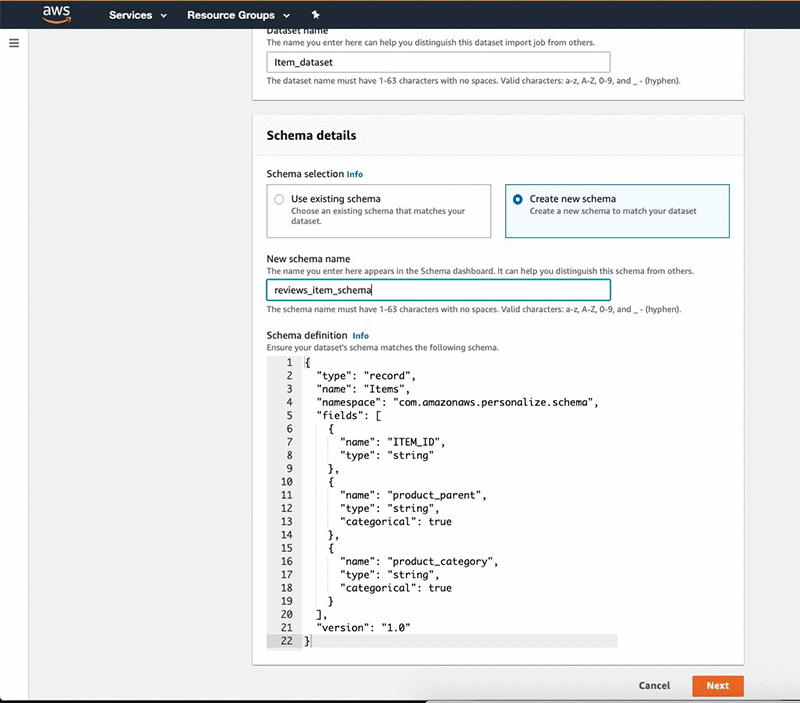 aws Services Resource Groups
Dataset name
The name you enter here can help you distinguish this dataset import job from others.
Item_dataset
The dataset name must have 1-63 characters with no spaces. Valid characters: a-z, A-Z, 0-9, and _ - (hyphen).
Schema details
Schema selection Info
Use existing schema
Choose an existing schema that matches your
dataset.
Create new schema
Create a new schema to match your dataset
New schema name
The name you enter here appears in the Schema dashboard. It can help you distinguish this schema from others.
reviews_item_schema
The schema name must have 1-63 characters with no spaces. Valid characters: a-z, A-Z, 0-9, and _ - (hyphen).
Schema definition Info
Ensure your dataset's schema matches the following schema.
1 {
2 "type": "record",
3 "name": "Items",
4 "namespace": "com.amazonaws.personalize.schema",
5 "fields": [
6 {
7 "name": "ITEM_ID",
8 "type": "string"
9 },
10 {
11 "name": "product_parent",
12 "type": "string",
13 "categorical": true
14 },
15 {
16 "name": "product_category",
17 "type": "string",
18 "categorical": true
19 }
20 ],
21 "version": "1.0"
22 }
Cancel Next